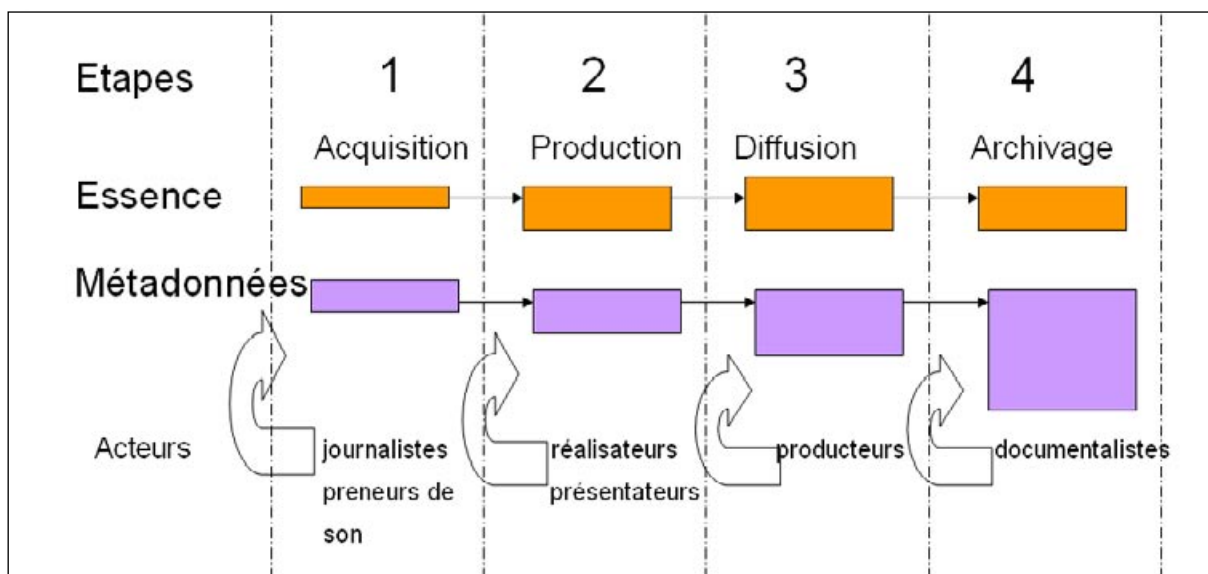 Etapes 1 2 3 4
Acquisition Production Diffusion Archivage
Essence
Métadonnées
Acteurs
journalistes
preneurs de
son
réalisateurs
présentateurs
producteurs
documentalistes